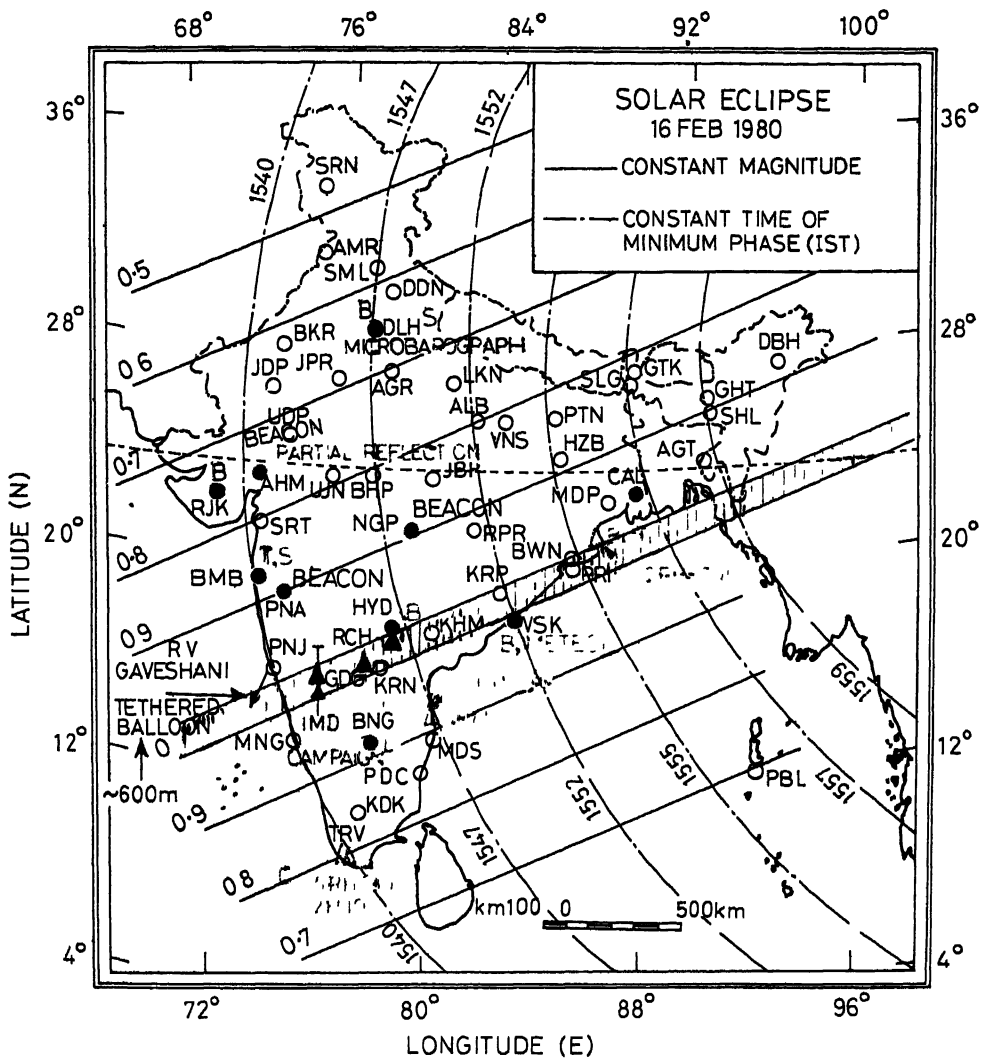 68° 76° 84° 92° 100°
36° 36°
SOLAR ECLIPSE
16 FEB 1980
CONSTANT MAGNITUDE
CONSTANT TIME OF
MINIMUM PHASE (IST)
1540 1547 1552
SRN
AMR
SML
0·5
DDN
28° 28°
B
DLH
S
BKR
MICROBAROGRAPH
DBH
0·6
JDP JPR
AGR
LKN
SLG GTK
GHT
SHL
UDP
BEACON
ALB
VNS
PTN
HZB
AGT
0·7
PARTIAL REFLECTION
B
RJK
AHM
UJN BHP
JBP
CAL
MDP
BEACON
20° 20°
SRT
NGP
RPR
0·8
T,S
BMB
BEACON
PNA
BWN
PRI
KRP
HYD B
0·9
RCH
KHM
VSK
RV
GAVESHANI
PNJ T
GDG
KRN
TETHERED
BALLOON
IMD
CAMPAIGN
BNG
12° 12°
MNG
MDS
~600m
PDC
PBL
KDK
0·9
TRV
1559
1557
1555
1552
1547
1540
0·8
0·7
km100 0 500km
4° 4°
72° 80° 88° 96°
LATITUDE (N)
LONGITUDE (E)